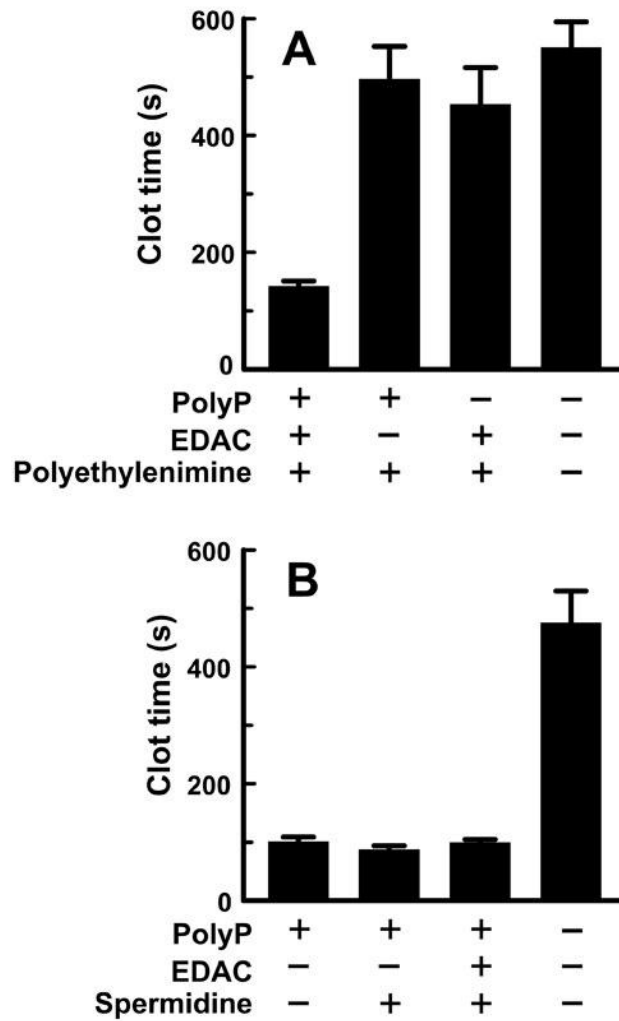 A
Clot time (s)
600
400
200
0
PolyP + + – –
EDAC + – + –
Polyethylenimine + + + –
B
Clot time (s)
600
400
200
0
PolyP + + + –
EDAC – – + –
Spermidine – + + –